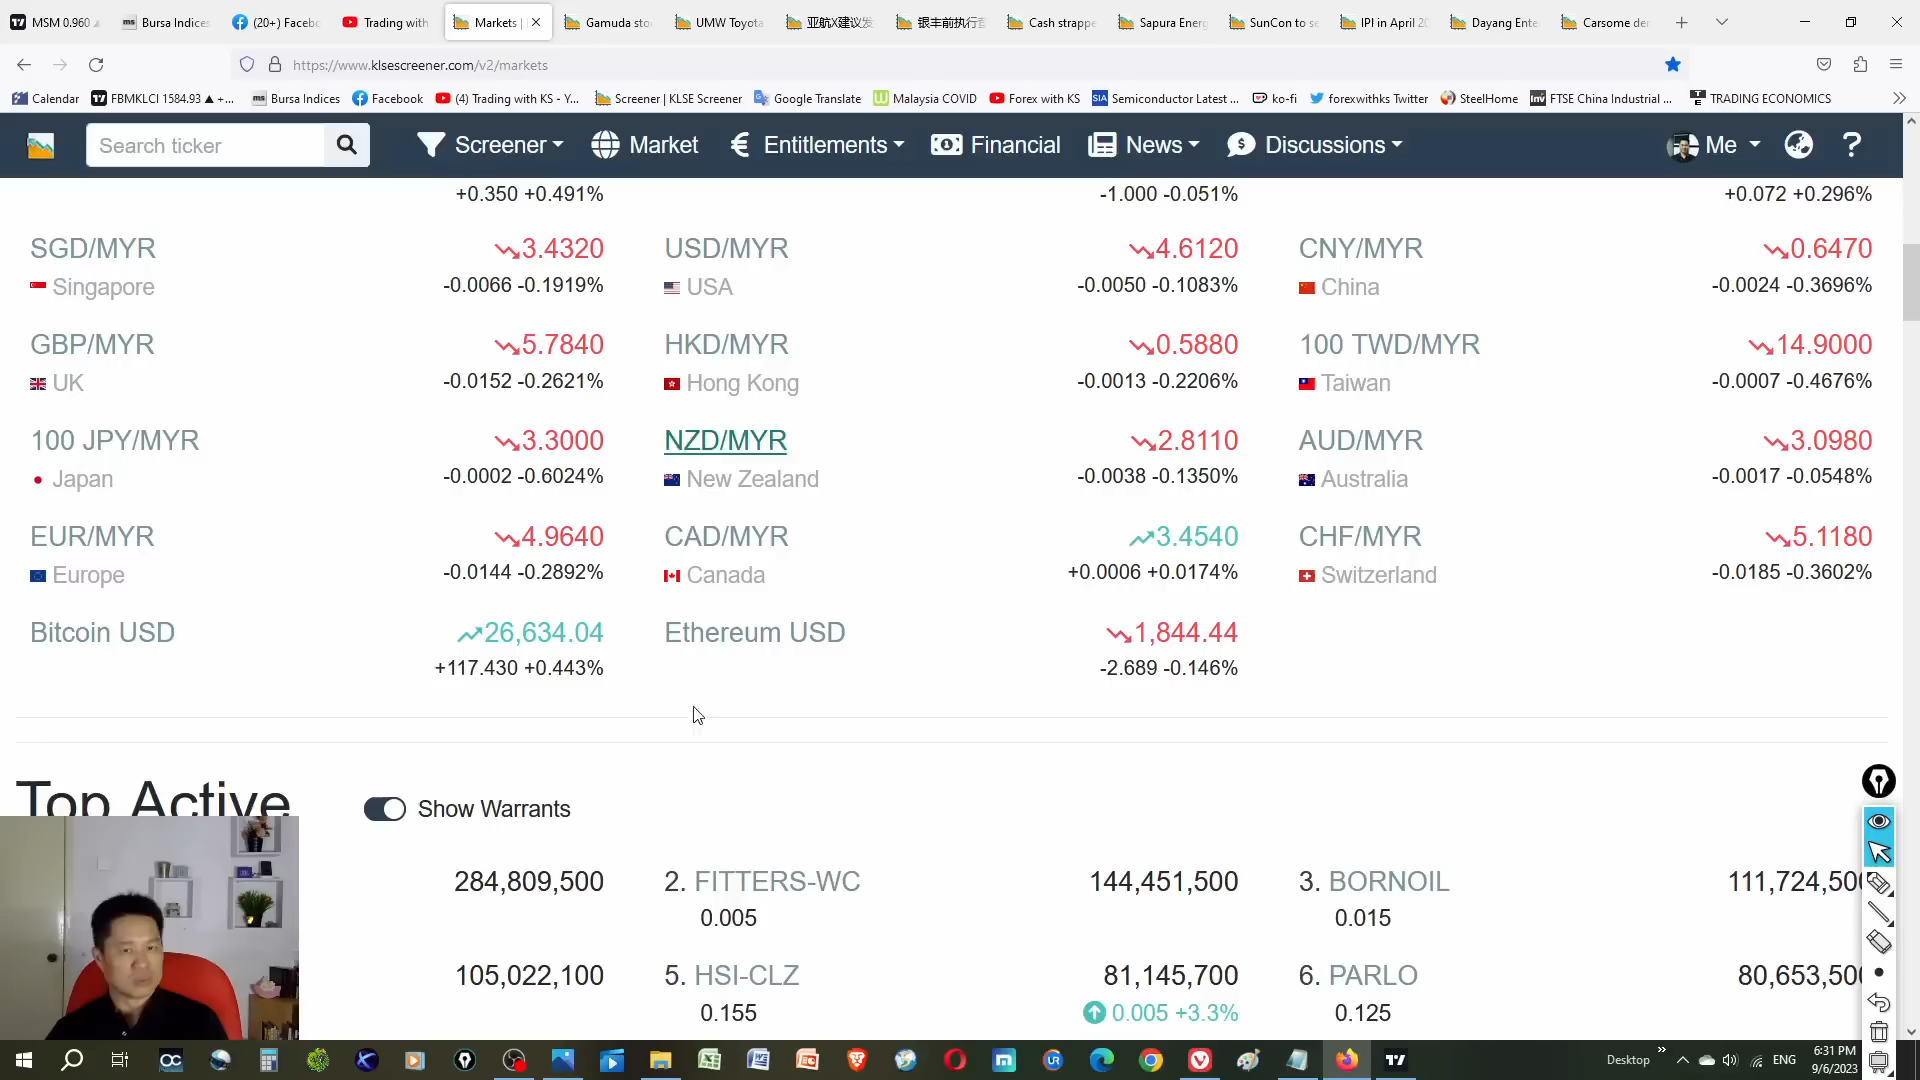 MSM 0.960
Bursa Indices
(20+) Faceb
Trading with
Markets |
Gamuda sto
UMW Toyota
亚航X建议发
银丰前执行
Cash strappe
Sapura Energ
SunCon to se
IPI in April 20
Dayang Ente
Carsome de
https://www.klsescreener.com/v2/markets
Calendar
FBMKLCI 1584.93 ▲ +...
Bursa Indices
Facebook
(4) Trading with KS - Y...
Screener | KLSE Screener
Google Translate
Malaysia COVID
Forex with KS
Semiconductor Latest ...
ko-fi
forexwithks Twitter
SteelHome
FTSE China Industrial ...
TRADING ECONOMICS
Search ticker
Screener
Market
Entitlements
Financial
News
Discussions
Me
?
+0.350 +0.491%
-1.000 -0.051%
+0.072 +0.296%
SGD/MYR 3.4320
Singapore -0.0066 -0.1919%
USD/MYR 4.6120
USA -0.0050 -0.1083%
CNY/MYR 0.6470
China -0.0024 -0.3696%
GBP/MYR 5.7840
UK -0.0152 -0.2621%
HKD/MYR 0.5880
Hong Kong -0.0013 -0.2206%
100 TWD/MYR 14.9000
Taiwan -0.0007 -0.4676%
100 JPY/MYR 3.3000
Japan -0.0002 -0.6024%
NZD/MYR 2.8110
New Zealand -0.0038 -0.1350%
AUD/MYR 3.0980
Australia -0.0017 -0.0548%
EUR/MYR 4.9640
Europe -0.0144 -0.2892%
CAD/MYR 3.4540
Canada +0.0006 +0.0174%
CHF/MYR 5.1180
Switzerland -0.0185 -0.3602%
Bitcoin USD 26,634.04
+117.430 +0.443%
Ethereum USD 1,844.44
-2.689 -0.146%
Top Active
Show Warrants
284,809,500
2. FITTERS-WC 144,451,500
0.005
3. BORNOIL 111,724,500
0.015
105,022,100
5. HSI-CLZ 81,145,700
0.155 0.005 +3.3%
6. PARLO 80,653,500
0.125
Desktop
ENG
6:31 PM
9/6/2023